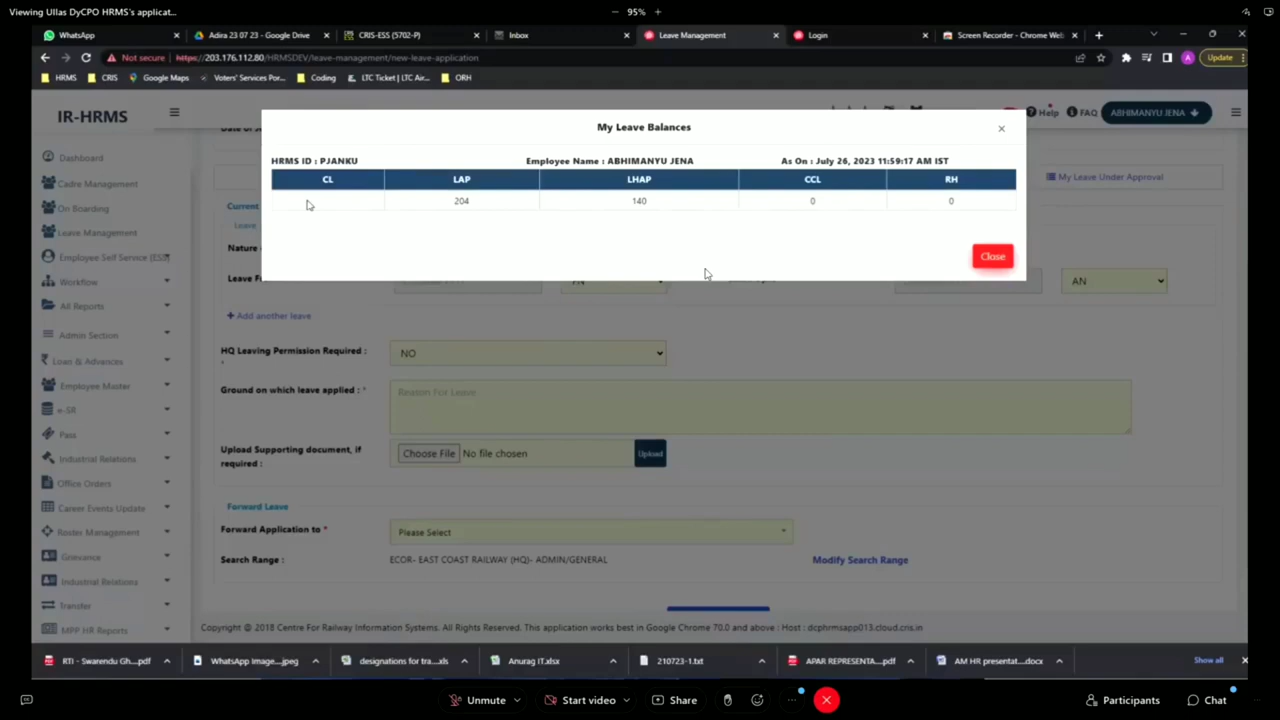 Viewing Ullas DyCPO HRMS's applicat...
95%
WhatsApp
Adira 23 07 23 - Google Drive
CRIS-ESS (5702-P)
Inbox
Leave Management
Login
Screen Recorder - Chrome Web
Not secure
https://203.176.112.80/HRMSDEV/leave-management/new-leave-application
A
Update
HRMS
CRIS
Google Maps
Voters' Services Por...
Coding
LTC Ticket | LTC Air...
ORH
IR-HRMS
Help
FAQ
ABHIMANYU JENA
My Leave Balances
HRMS ID : PJANKU
Employee Name : ABHIMANYU JENA
As On : July 26, 2023 11:59:17 AM IST
CL LAP LHAP CCL RH
204 140 0 0
Close
Dashboard
Cadre Management
On Boarding
Leave Management
Employee Self Service (ESS)
Workflow
All Reports
Admin Section
Loan & Advances
Employee Master
e-SR
Pass
Industrial Relations
Office Orders
Career Events Update
Roster Management
Grievance
Industrial Relations
Transfer
MPP HR Reports
My Leave Under Approval
Current
Leave
Nature
Leave F
AN
Add another leave
HQ Leaving Permission Required :
*
NO
Ground on which leave applied : *
Reason For Leave
Upload Supporting document, if
required :
Choose File No file chosen
Upload
Forward Leave
Forward Application to *
Please Select
Search Range :
ECOR- EAST COAST RAILWAY (HQ)- ADMIN/GENERAL
Modify Search Range
Copyright @ 2018 Centre For Railway Information Systems. All Rights Reserved. This application works best in Google Chrome 70.0 and above : Host : dcphrmsapp013.cloud.cris.in
RTI - Swarendu Gh....pdf
WhatsApp Image....jpeg
designations for tra....xls
Anurag IT.xlsx
210723-1.txt
APAR REPRESENTA....pdf
AM HR presentat....docx
Show all
Unmute
Start video
Share
Participants
Chat